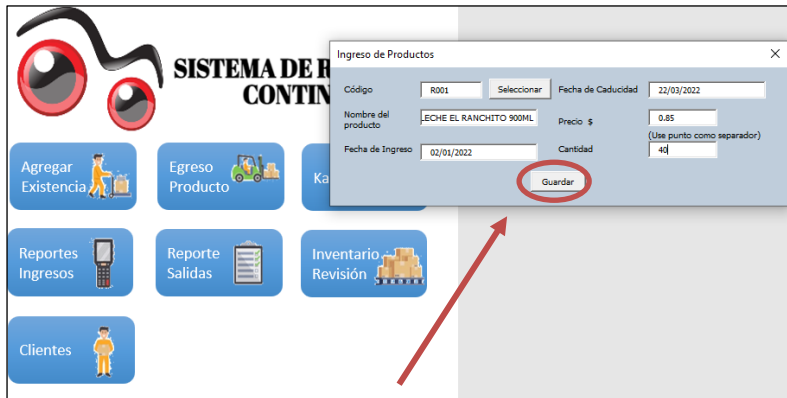 SISTEMA DE R
CONTIN
Ingreso de Productos
Código R001 Seleccionar Fecha de Caducidad 22/03/2022
Nombre del
producto
LECHE EL RANCHITO 900ML
Precio $ 0.85
(Use punto como separador)
Fecha de Ingreso 02/01/2022 Cantidad 40
Guardar
Agregar
Existencia
Egreso
Producto
Ka
Reportes
Ingresos
Reporte
Salidas
Inventario
Revisión
Clientes